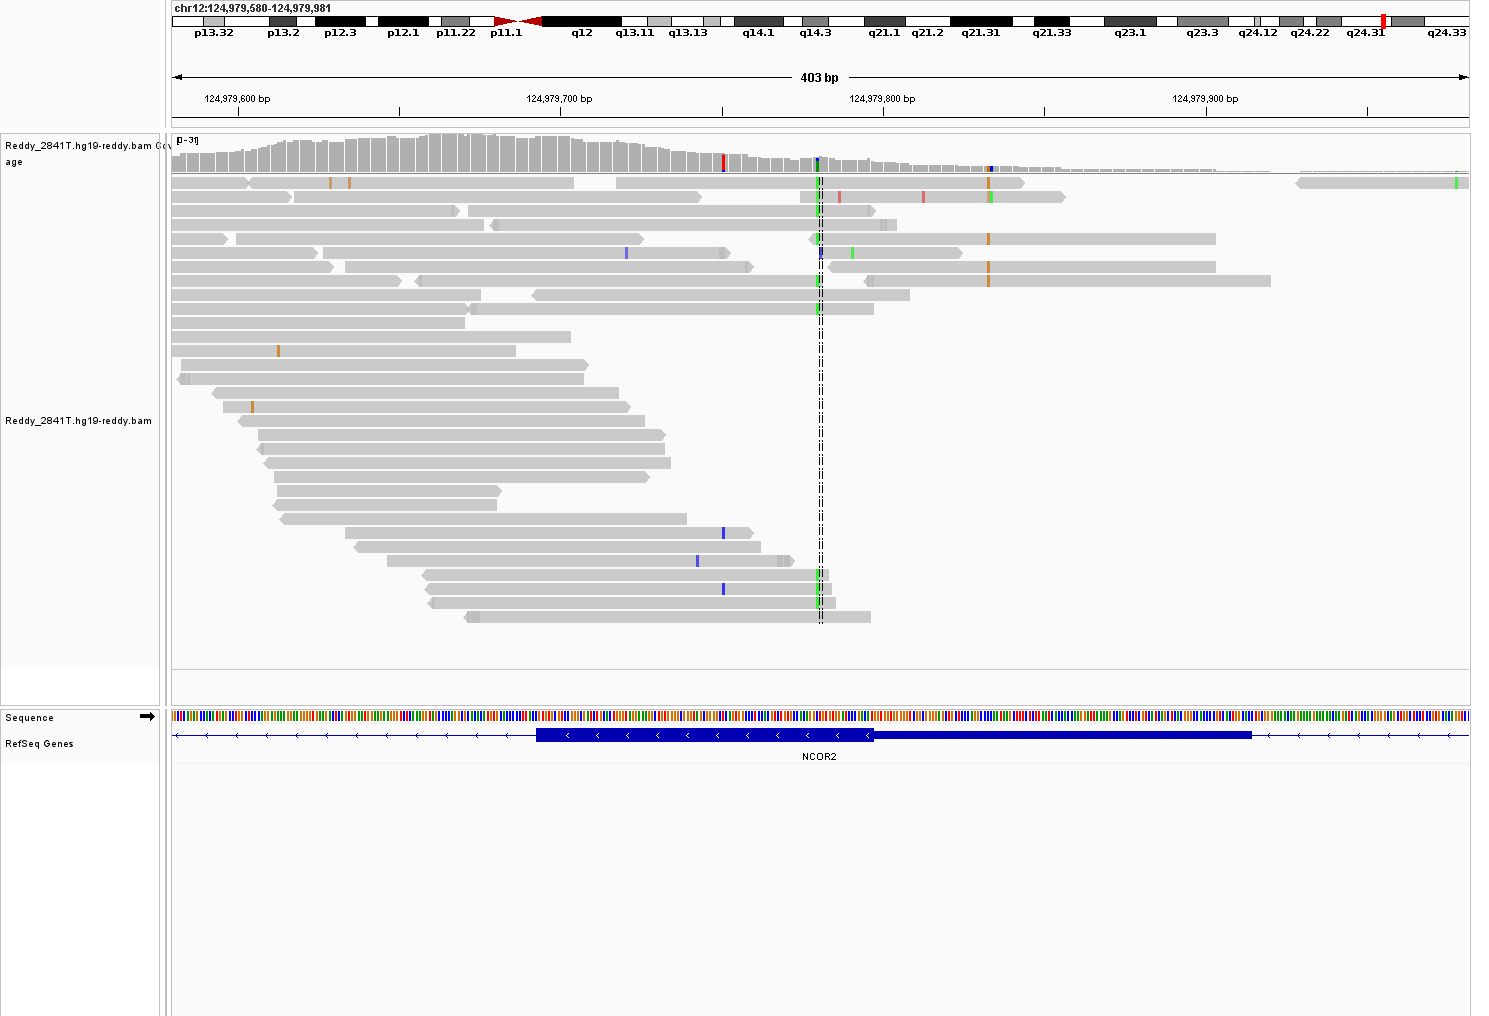 chr12:124,979,580-124,979,981
p13.32 p13.2 p12.3 p12.1 p11.22 p11.1 q12 q13.11 q13.13 q14.1 q14.3 q21.1 q21.2 q21.31 q21.33 q23.1 q23.3 q24.12 q24.22 q24.31 q24.33
403 bp
124,979,600 bp 124,979,700 bp 124,979,800 bp 124,979,900 bp
[0-31]
Reddy_2841T.hg19-reddy.bam Cov
age
Reddy_2841T.hg19-reddy.bam
Sequence
RefSeq Genes
NCOR2